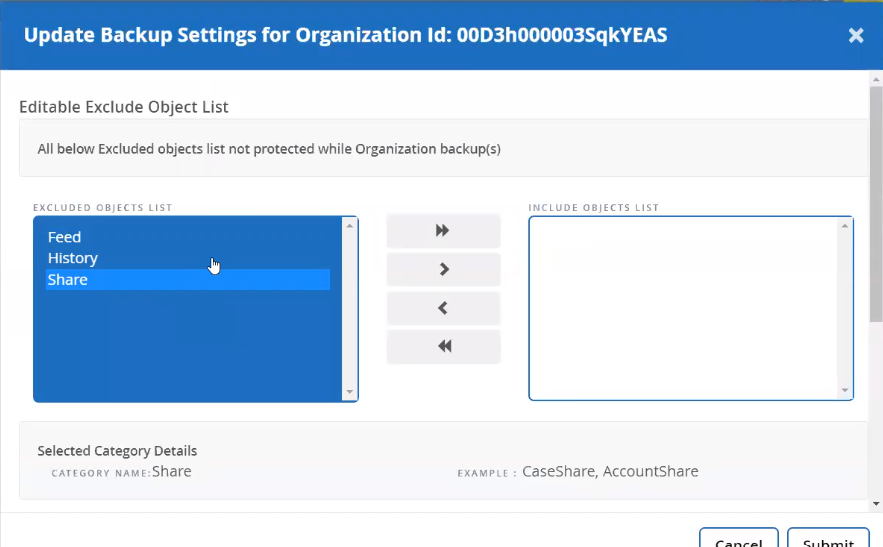 Update Backup Settings for Organization Id: 00D3h000003SqkYEAS
Editable Exclude Object List
All below Excluded objects list not protected while Organization backup(s)
EXCLUDED OBJECTS LIST
INCLUDE OBJECTS LIST
Feed
History
Share
Selected Category Details
CATEGORY NAME:Share
EXAMPLE : CaseShare, AccountShare
Cancel
Submit